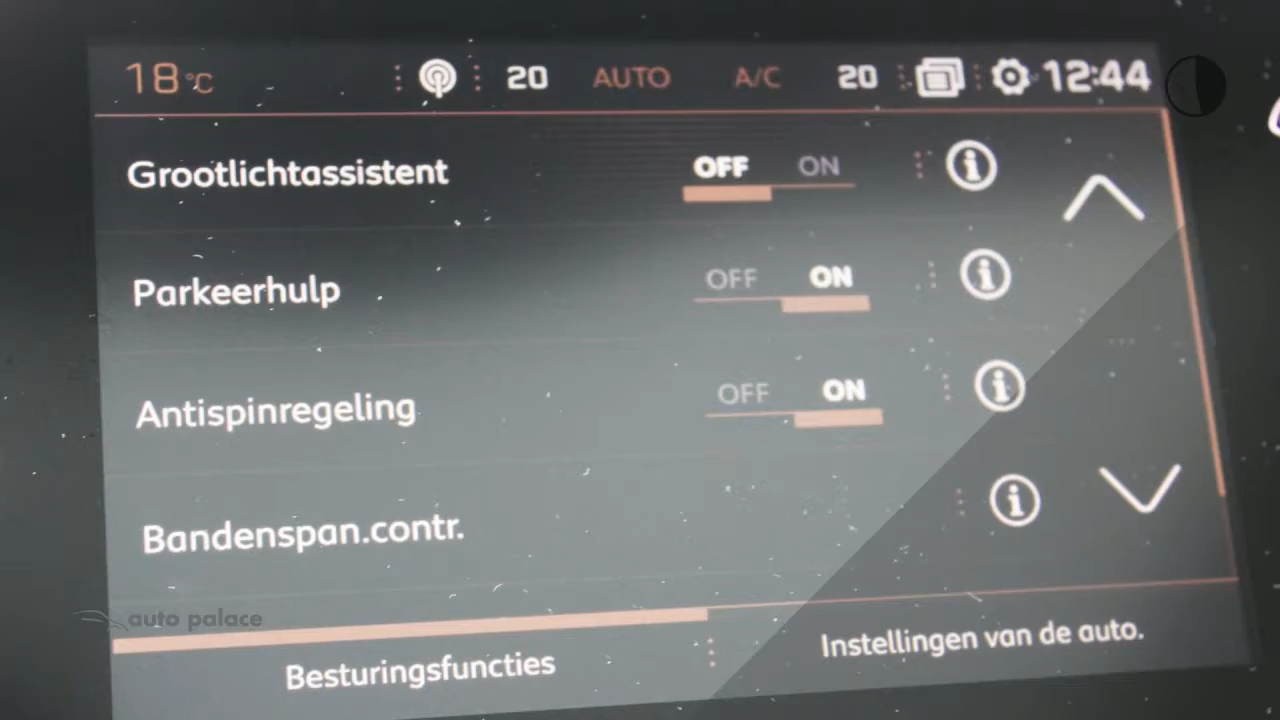 18°C 20 AUTO A/C 20 12:44
Grootlichtassistent OFF ON
Parkeerhulp OFF ON
Antispinregeling OFF ON
Bandenspan.contr.
auto palace
Besturingsfuncties Instellingen van de auto.